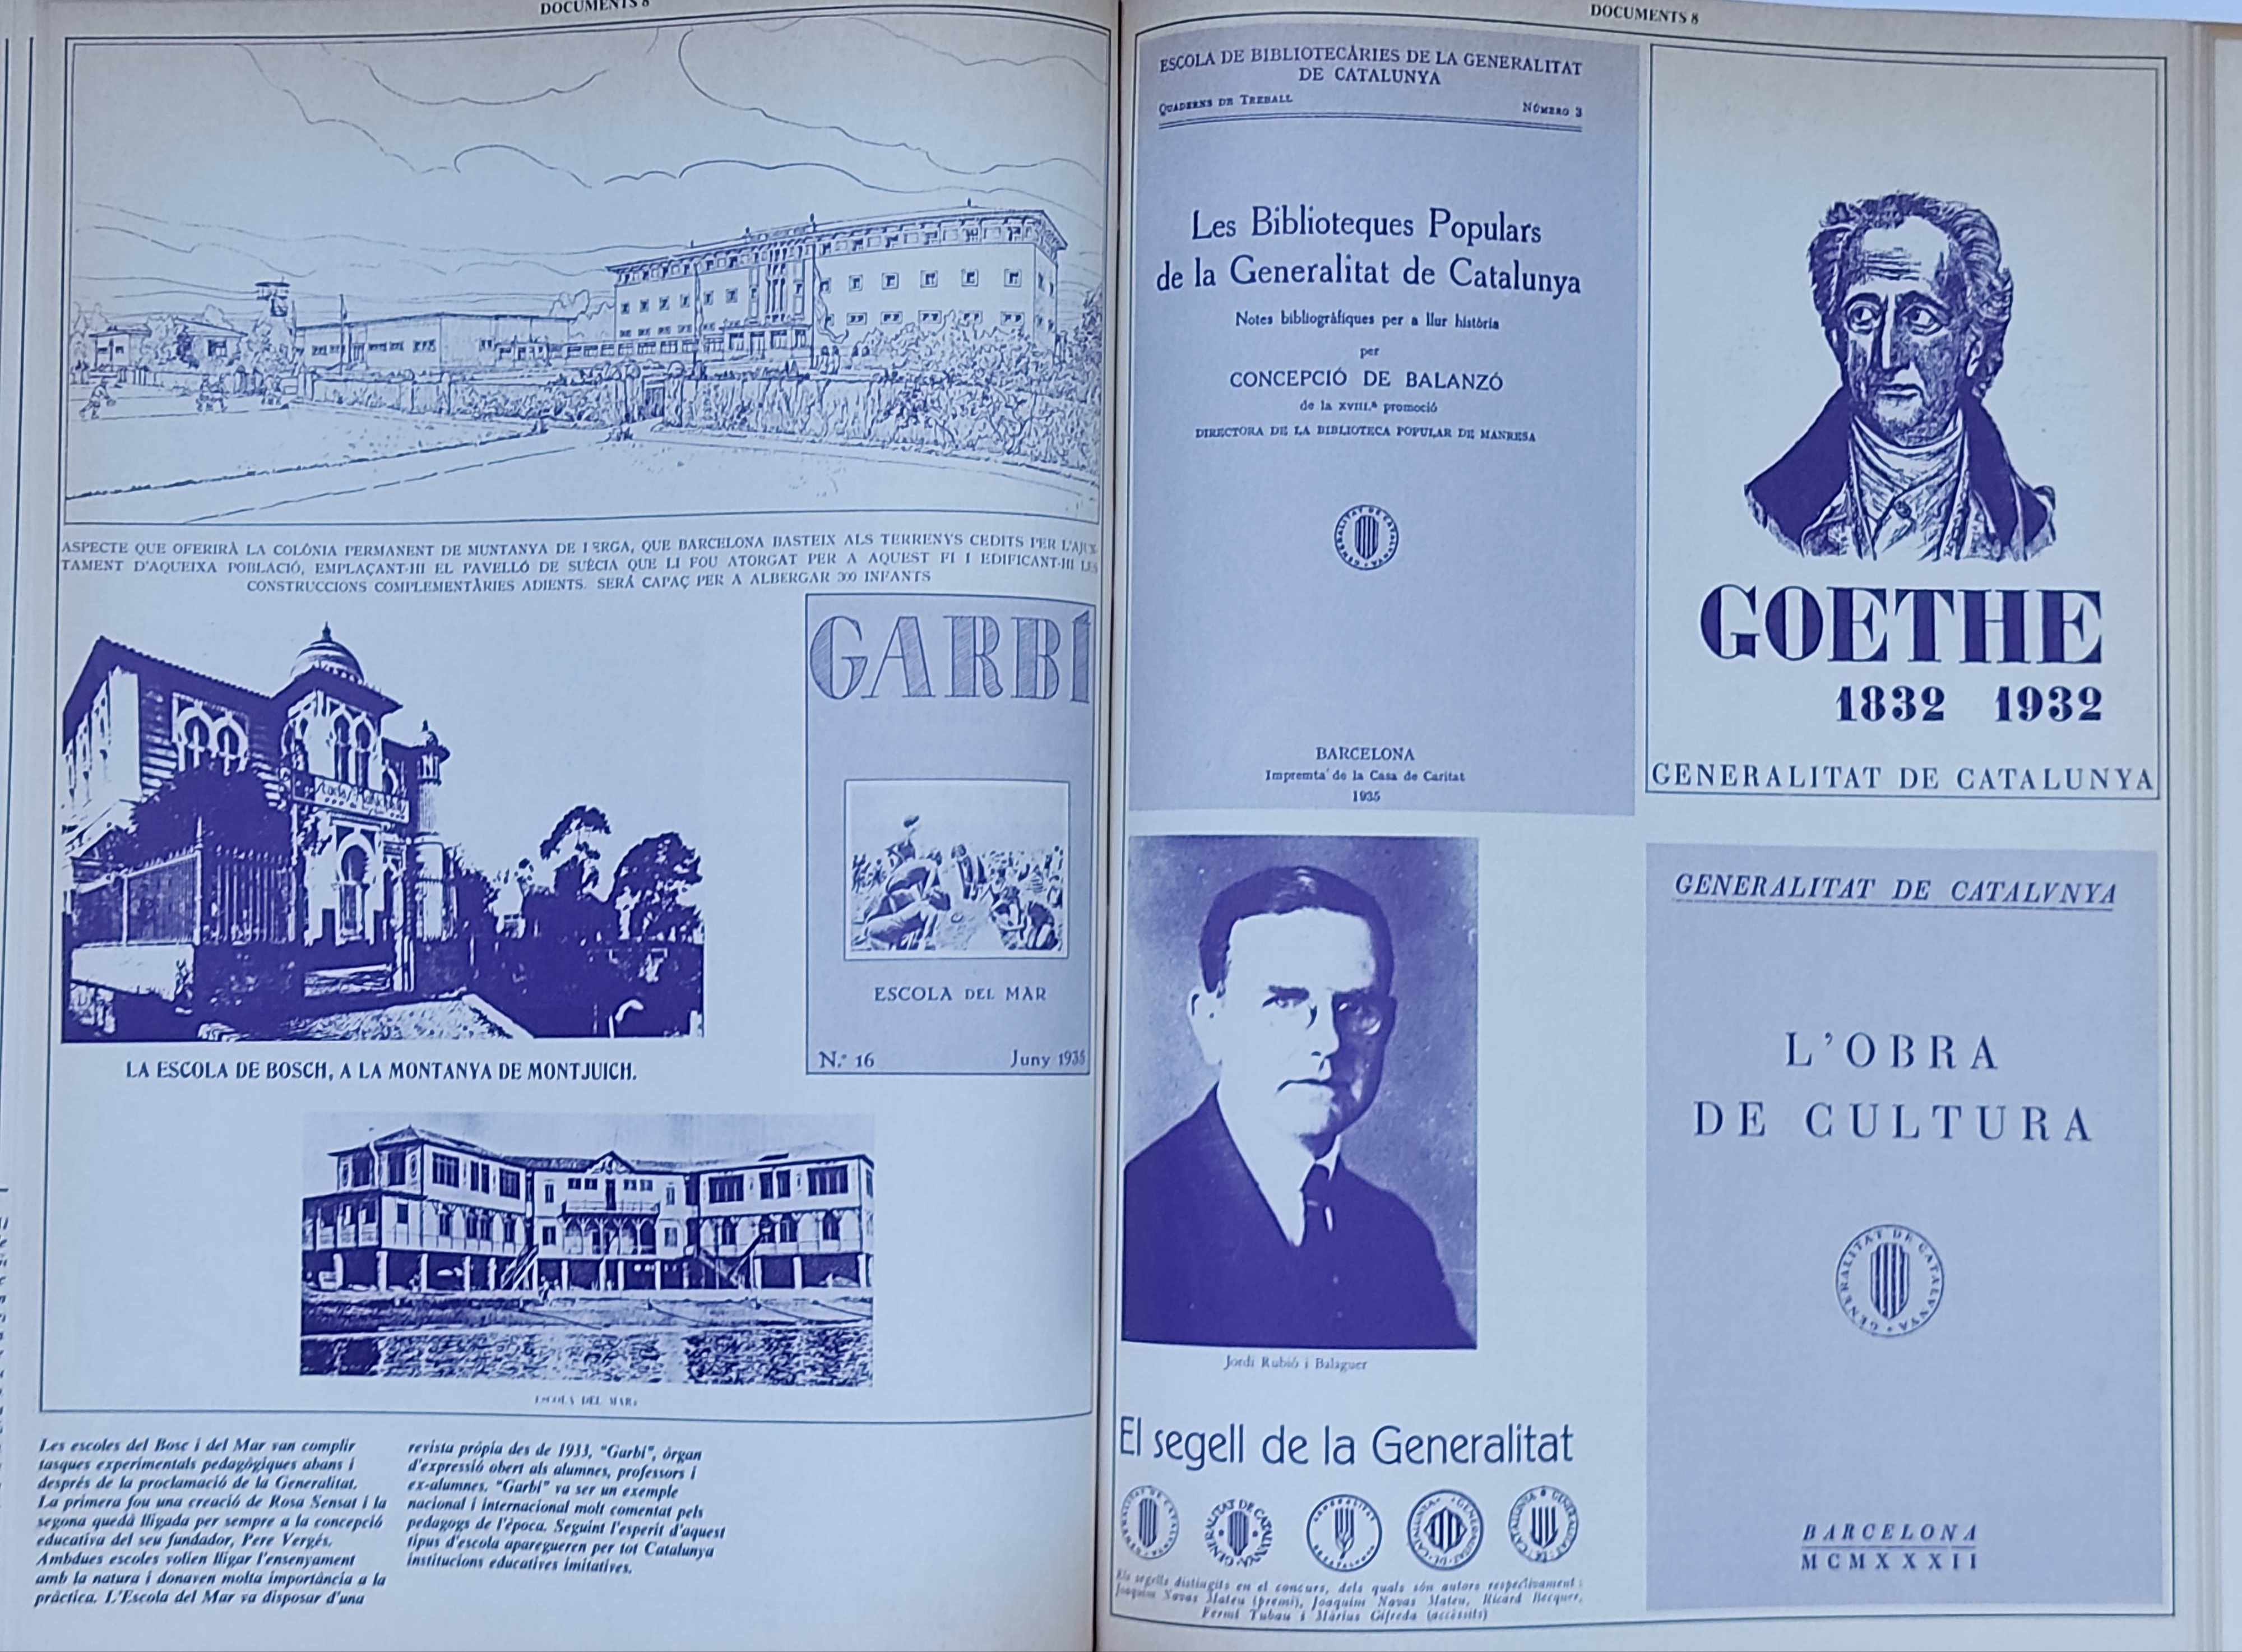 DOCUMENTS 8
ASPECTE QUE OFERIRÀ LA COLÒNIA PERMANENT DE MUNTANYA DE BERGA, QUE BARCELONA BASTEIX ALS TERRENYS CEDITS PER L'AJUN-
TAMENT D'AQUEIXA POBLACIÓ, EMPLAÇANT-HI EL PAVELLÓ DE SUÈCIA QUE LI FOU ATORGAT PER A AQUEST FI I EDIFICANT-HI LES
CONSTRUCCIONS COMPLEMENTÀRIES ADIENTS. SERÀ CAPAÇ PER A ALBERGAR 300 INFANTS
LA ESCOLA DE BOSCH, A LA MONTANYA DE MONTJUICH.
GARBÍ
ESCOLA DEL MAR
N.º 16 Juny 1935
ESCOLA DEL MAR
Les escoles del Bosc i del Mar van complir
tasques experimentals pedagògiques abans i
després de la proclamació de la Generalitat.
La primera fou una creació de Rosa Sensat i la
segona quedà lligada per sempre a la concepció
educativa del seu fundador, Pere Vergés.
Ambdues escoles volien lligar l'ensenyament
amb la natura i donaven molta importància a la
pràctica. L'Escola del Mar va disposar d'una
revista pròpia des de 1933, "Garbí", òrgan
d'expressió obert als alumnes, professors i
ex-alumnes. "Garbí" va ser un exemple
nacional i internacional molt comentat pels
pedagogs de l'època. Seguint l'esperit d'aquest
tipus d'escola aparegueren per tot Catalunya
institucions educatives imitatives.
DOCUMENTS 8
ESCOLA DE BIBLIOTECÀRIES DE LA GENERALITAT
DE CATALUNYA
QUADERNS DE TREBALL NÚMERO 3
Les Biblioteques Populars
de la Generalitat de Catalunya
Notes bibliogràfiques per a llur història
per
CONCEPCIÓ DE BALANZÓ
de la XVIII.ª promoció
DIRECTORA DE LA BIBLIOTECA POPULAR DE MANRESA
GENERALITAT DE CATALUNYA
BARCELONA
Impremta de la Casa de Caritat
1935
GOETHE
1832 1932
GENERALITAT DE CATALUNYA
Jordi Rubió i Balaguer
El segell de la Generalitat
GENERALITAT DE CATALUNYA
Els segells distingits en el concurs, dels quals són autors respectivament:
Joaquim Navas Mateu (premi), Joaquim Navas Mateu, Ricard Becquer,
Fermí Tubau i Màrius Gifreda (accèssits)
GENERALITAT DE CATALVNYA
L'OBRA
DE CULTURA
GENERALITAT DE CATALVNYA
BARCELONA
MCMXXXII